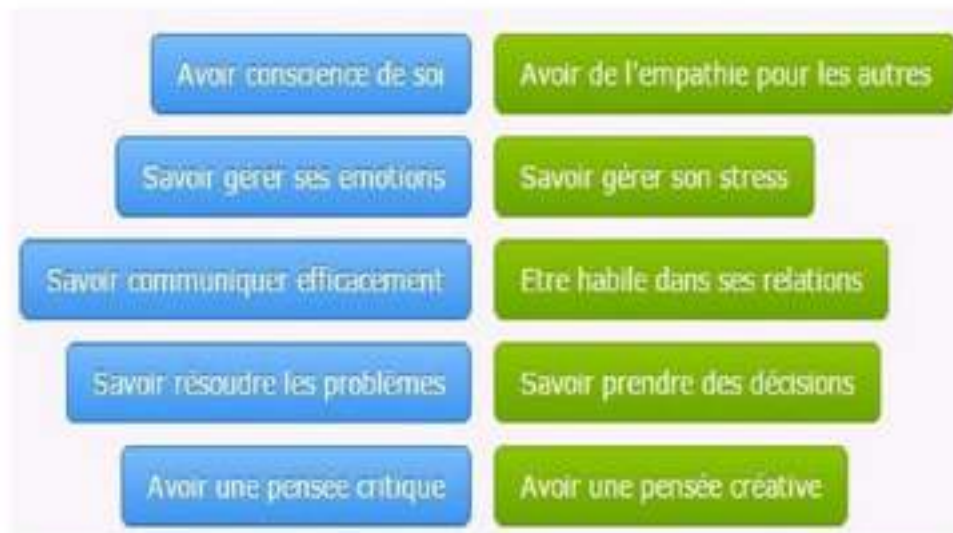 Avoir conscience de soi
Avoir de l'empathie pour les autres
Savoir gérer ses émotions
Savoir gérer son stress
Savoir communiquer efficacement
Etre habile dans ses relations
Savoir résoudre les problèmes
Savoir prendre des décisions
Avoir une pensée critique
Avoir une pensée créative